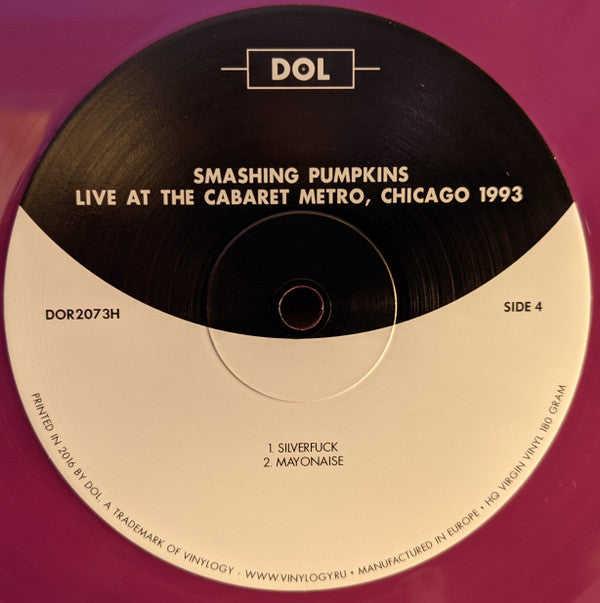 DOL
SMASHING PUMPKINS
LIVE AT THE CABARET METRO, CHICAGO 1993
DOR2073H
SIDE 4
1. SILVERFUCK
2. MAYONAISE
PRINTED IN 2016 BY DOL. A TRADEMARK OF VINYLOGY - WWW.VINYLOGY.RU • MANUFACTURED IN EUROPE • HQ VIRGIN VINYL 180 GRAM